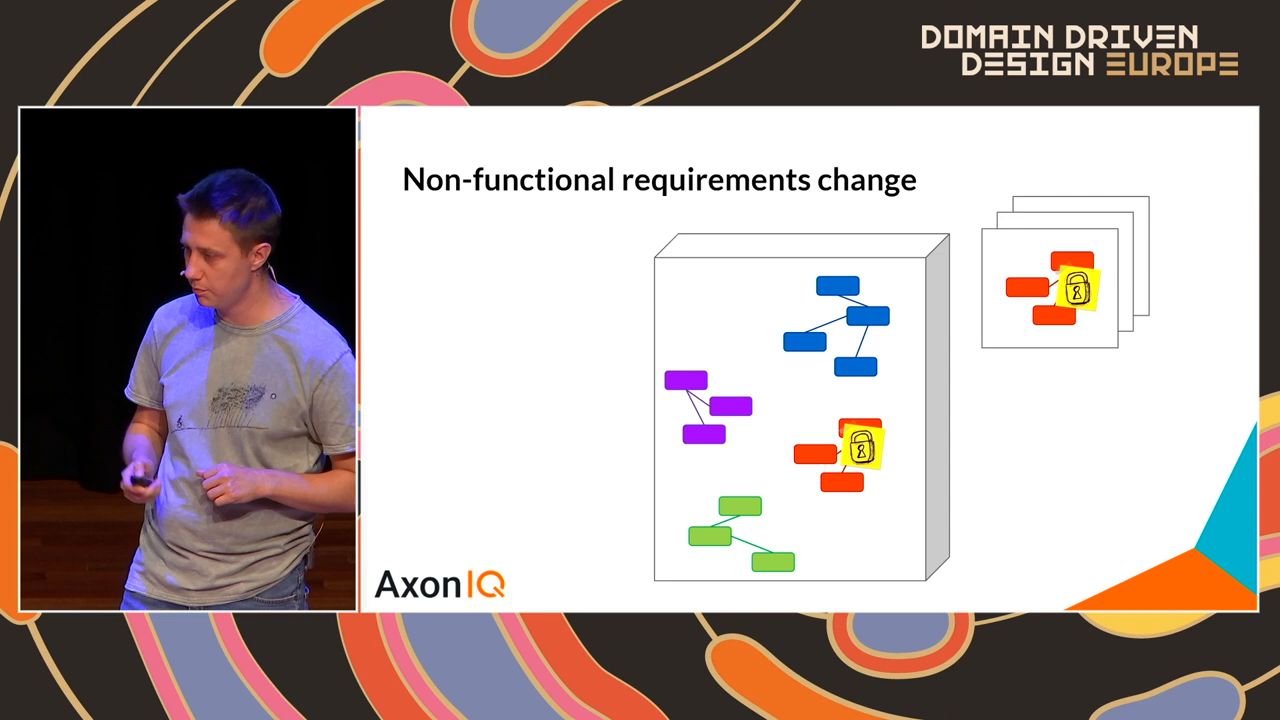 DOMAIN DRIVEN
DESIGN EUROPE
Non-functional requirements change
AxonIQ